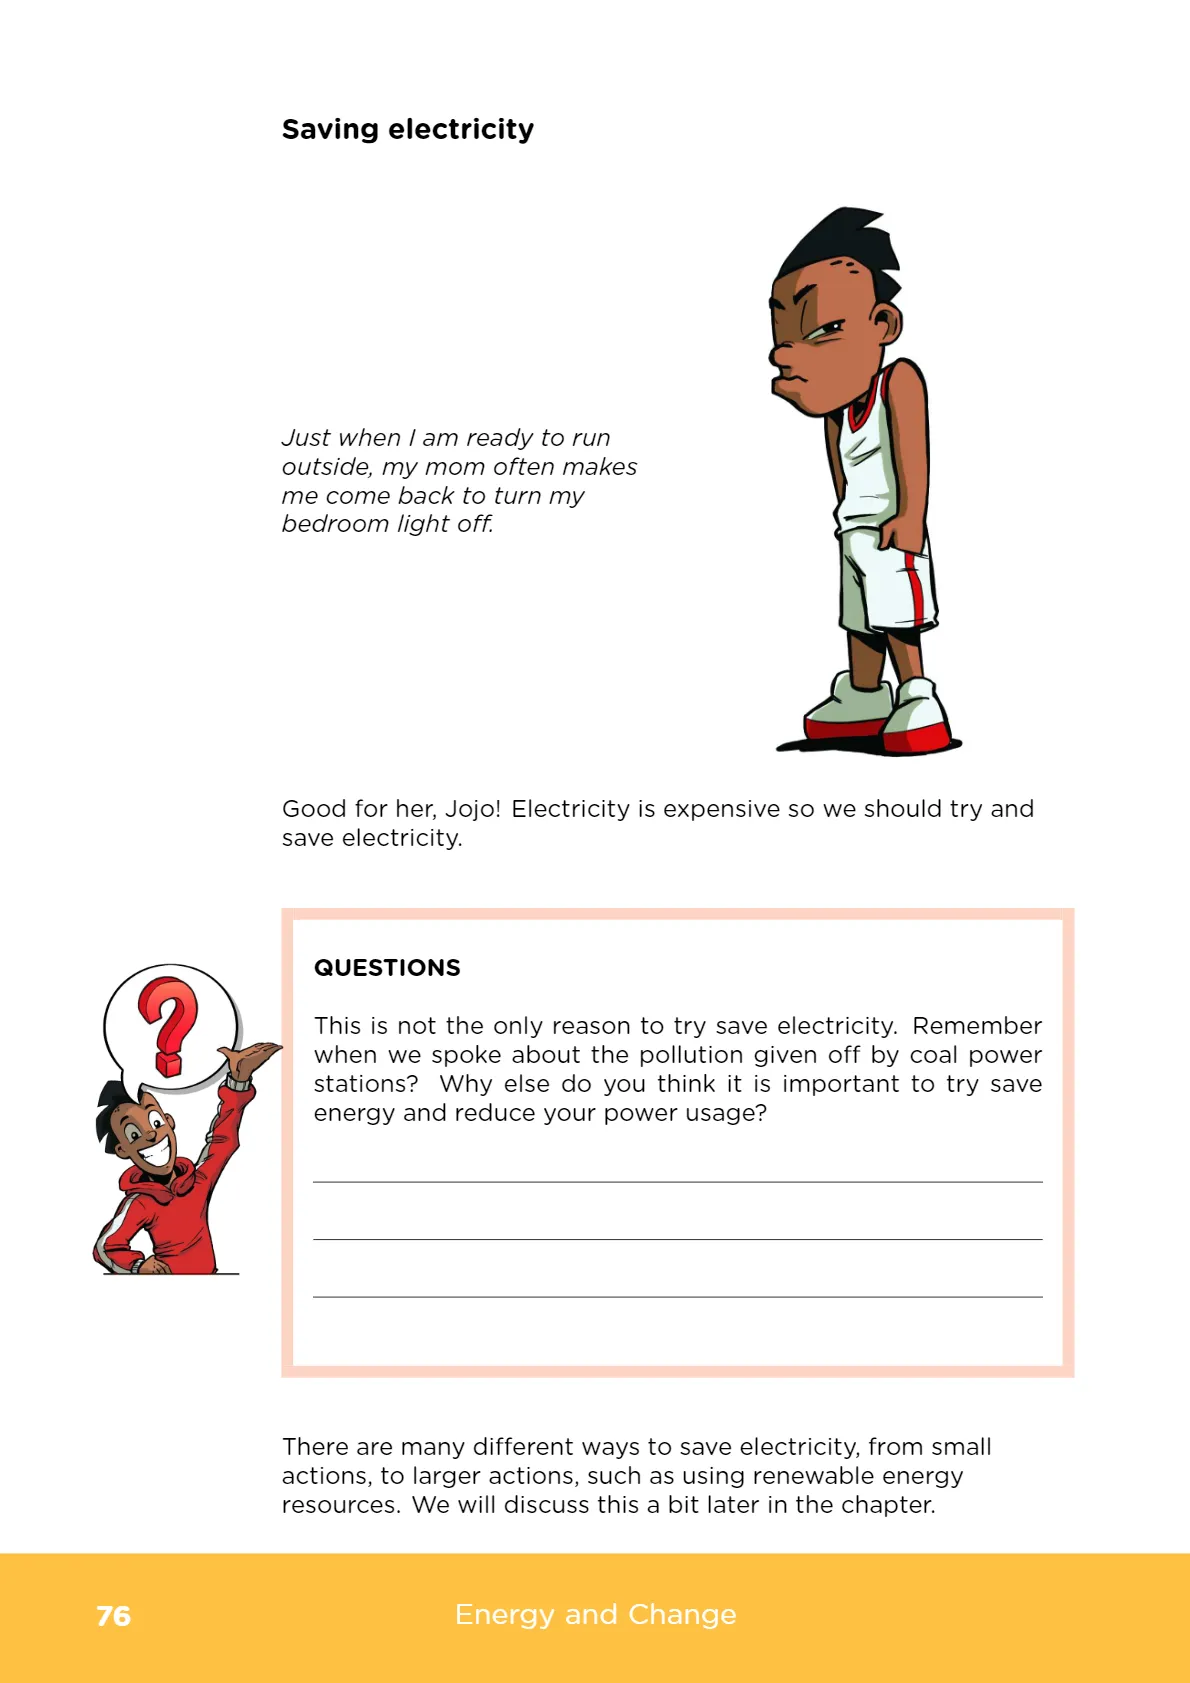 Saving electricity
Just when I am ready to run
outside, my mom often makes
me come back to turn my
bedroom light off.
Good for her, Jojo! Electricity is expensive so we should try and
save electricity.
QUESTIONS
This is not the only reason to try save electricity. Remember
when we spoke about the pollution given off by coal power
stations? Why else do you think it is important to try save
energy and reduce your power usage?
?
There are many different ways to save electricity, from small
actions, to larger actions, such as using renewable energy
resources. We will discuss this a bit later in the chapter.
76
Energy and Change